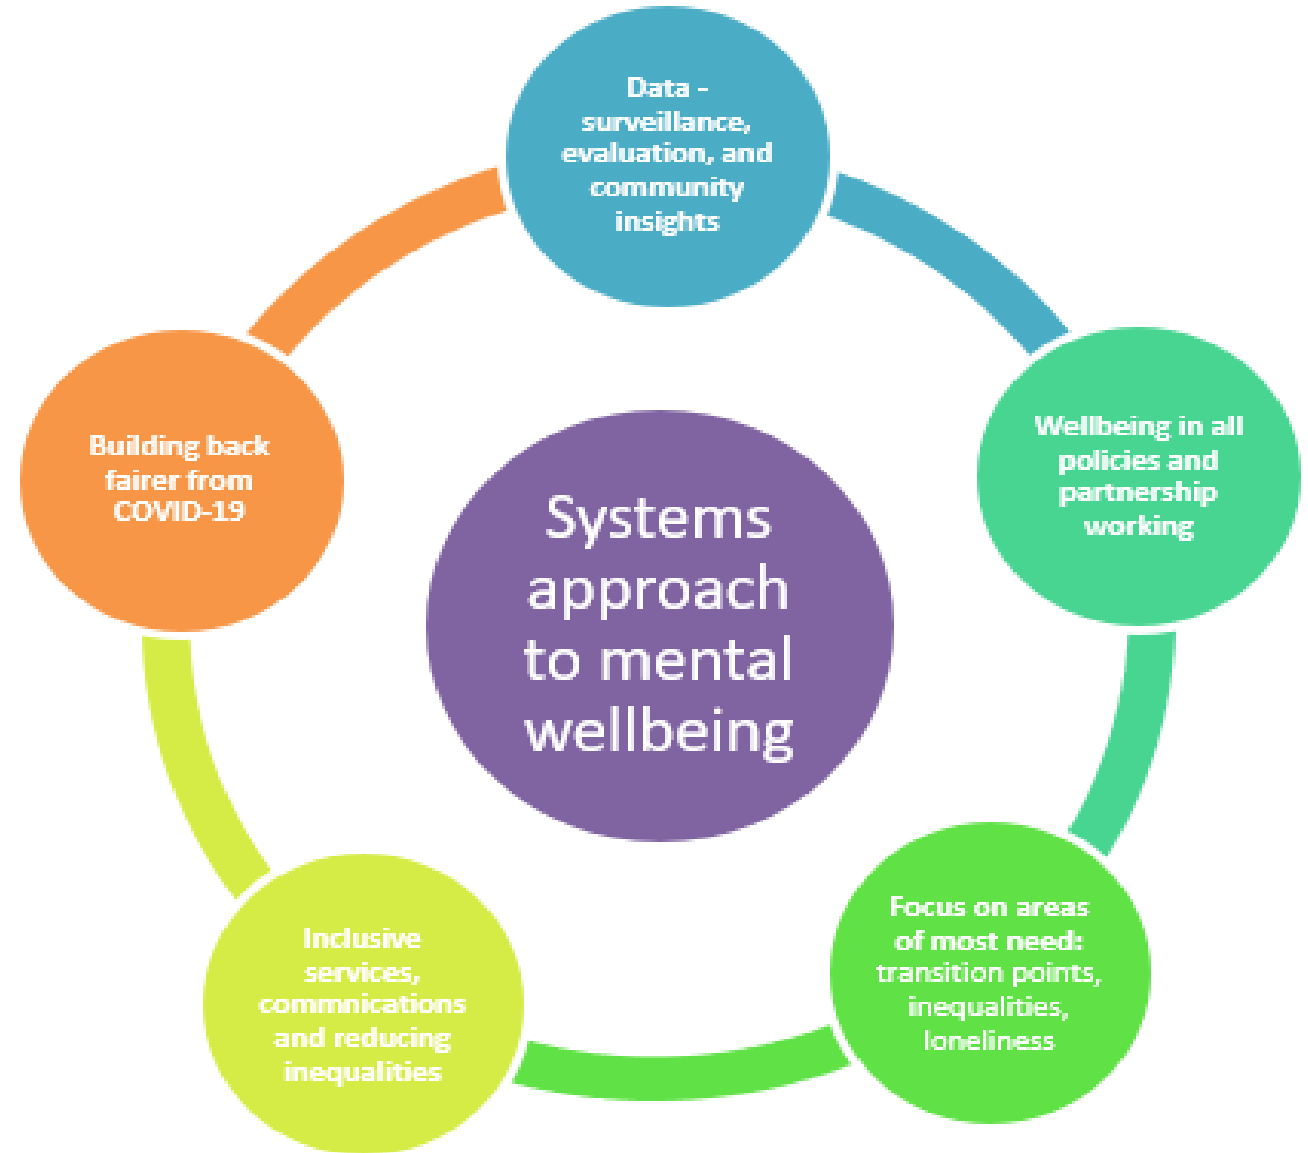 Data -
surveillance,
evaluation, and
community
insights
Wellbeing in all
policies and
partnership
working
Focus on areas
of most need:
transition points,
inequalities,
loneliness
Inclusive
services,
commnications
and reducing
inequalities
Building back
fairer from
COVID-19
Systems
approach
to mental
wellbeing